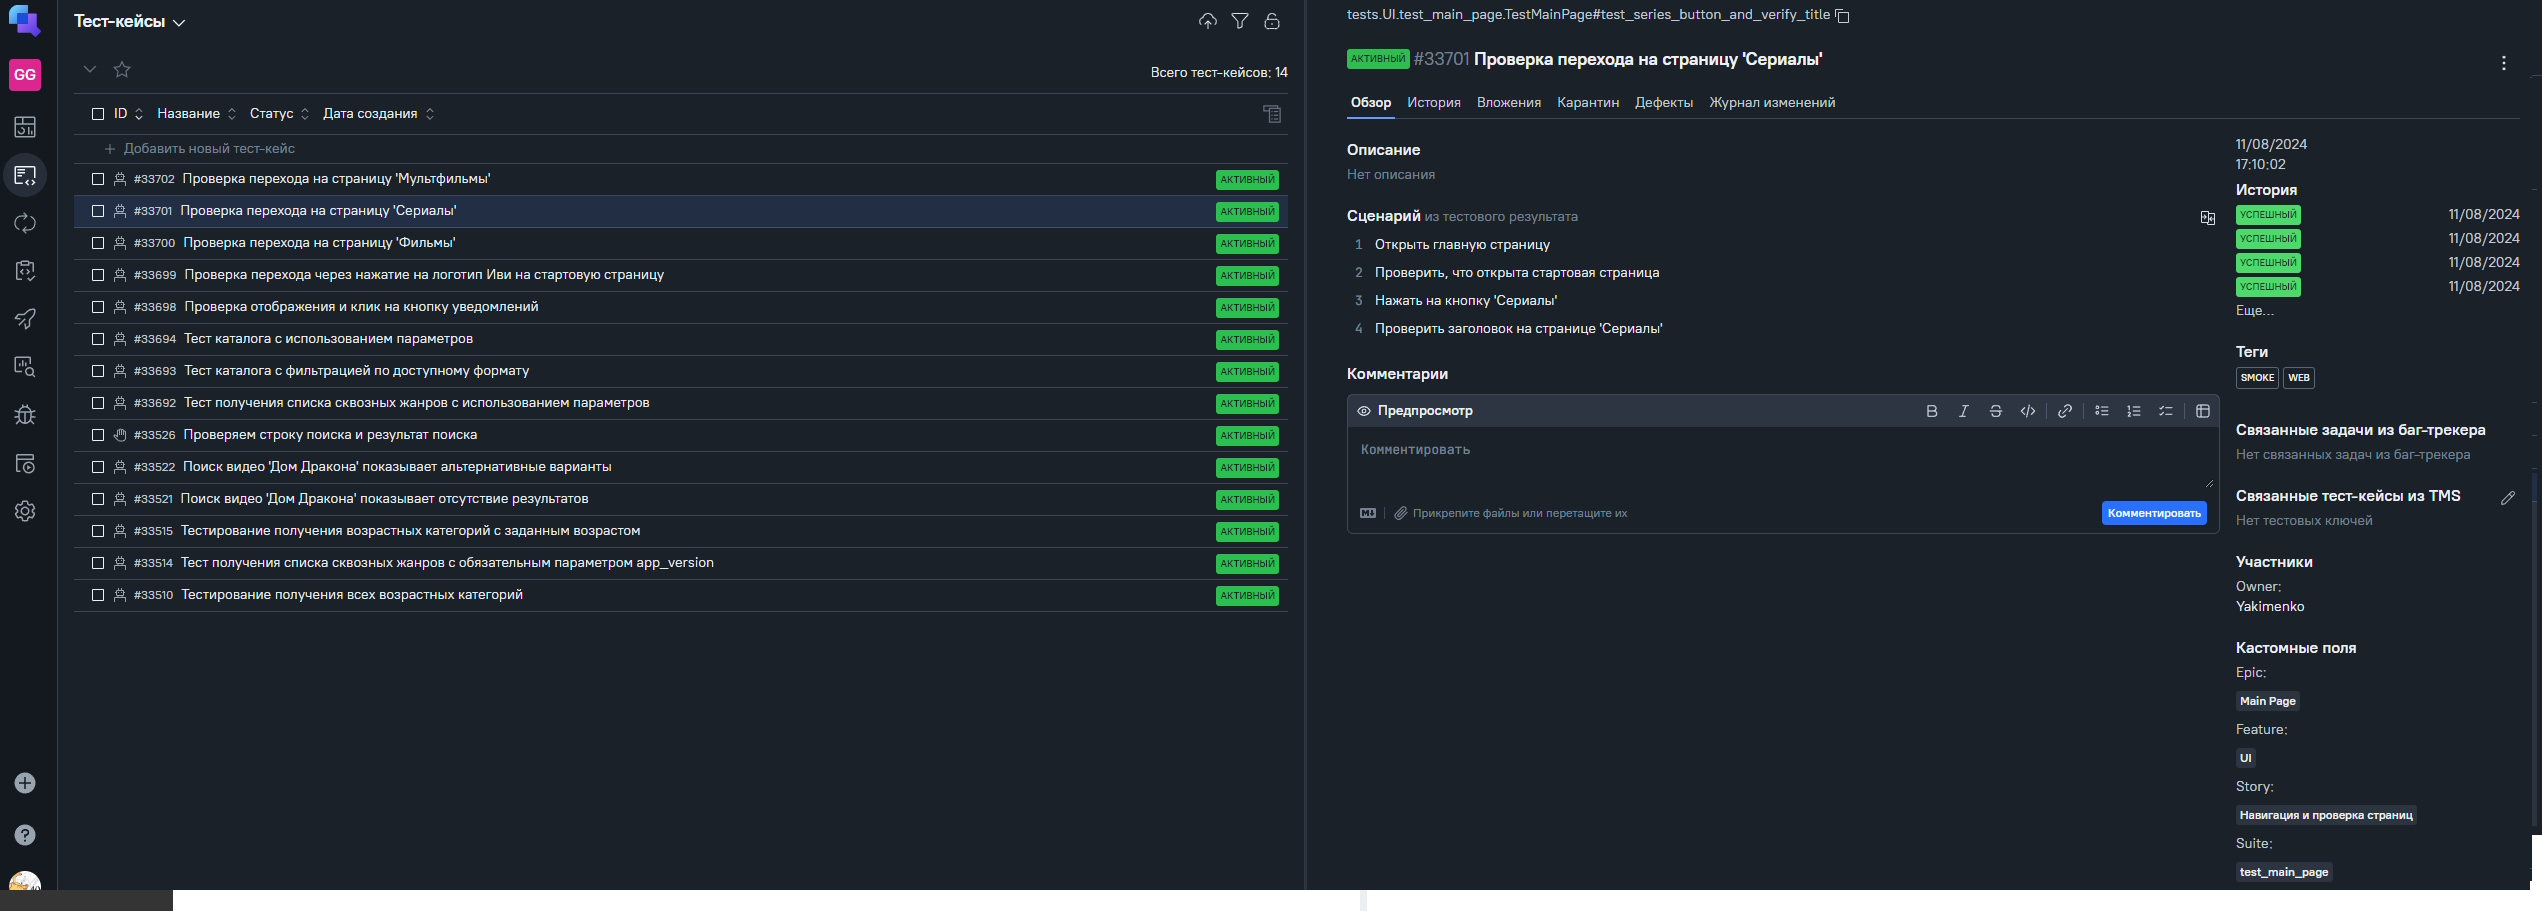 Тест-кейсы
GG
Всего тест-кейсов: 14
ID Название Статус Дата создания
+ Добавить новый тест-кейс
#33702 Проверка перехода на страницу 'Мультфильмы' АКТИВНЫЙ
#33701 Проверка перехода на страницу 'Сериалы' АКТИВНЫЙ
#33700 Проверка перехода на страницу 'Фильмы' АКТИВНЫЙ
#33699 Проверка перехода через нажатие на логотип Иви на стартовую страницу АКТИВНЫЙ
#33698 Проверка отображения и клик на кнопку уведомлений АКТИВНЫЙ
#33694 Тест каталога с использованием параметров АКТИВНЫЙ
#33693 Тест каталога с фильтрацией по доступному формату АКТИВНЫЙ
#33692 Тест получения списка сквозных жанров с использованием параметров АКТИВНЫЙ
#33526 Проверяем строку поиска и результат поиска АКТИВНЫЙ
#33522 Поиск видео 'Дом Дракона' показывает альтернативные варианты АКТИВНЫЙ
#33521 Поиск видео 'Дом Дракона' показывает отсутствие результатов АКТИВНЫЙ
#33515 Тестирование получения возрастных категорий с заданным возрастом АКТИВНЫЙ
#33514 Тест получения списка сквозных жанров с обязательным параметром app_version АКТИВНЫЙ
#33510 Тестирование получения всех возрастных категорий АКТИВНЫЙ
tests.UI.test_main_page.TestMainPage#test_series_button_and_verify_title
АКТИВНЫЙ #33701 Проверка перехода на страницу 'Сериалы'
Обзор История Вложения Карантин Дефекты Журнал изменений
Описание
Нет описания
Сценарий из тестового результата
1 Открыть главную страницу
2 Проверить, что открыта стартовая страница
3 Нажать на кнопку 'Сериалы'
4 Проверить заголовок на странице 'Сериалы'
Комментарии
Предпросмотр
Комментировать
Прикрепите файлы или перетащите их
Комментировать
11/08/2024
17:10:02
История
УСПЕШНЫЙ 11/08/2024
УСПЕШНЫЙ 11/08/2024
УСПЕШНЫЙ 11/08/2024
УСПЕШНЫЙ 11/08/2024
Еще...
Теги
SMOKE WEB
Связанные задачи из баг-трекера
Нет связанных задач из баг-трекера
Связанные тест-кейсы из TMS
Нет тестовых ключей
Участники
Owner:
Yakimenko
Кастомные поля
Epic:
Main Page
Feature:
UI
Story:
Навигация и проверка страниц
Suite:
test_main_page